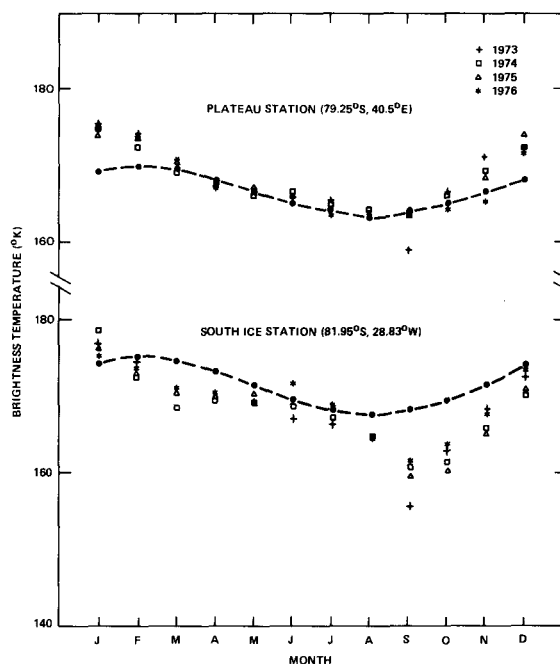 + 1973
□ 1974
△ 1975
* 1976
PLATEAU STATION (79.25°S, 40.5°E)
180
160
BRIGHTNESS TEMPERATURE (°K)
SOUTH ICE STATION (81.95°S, 28.83°W)
180
160
140
J F M A M J J A S O N D
MONTH